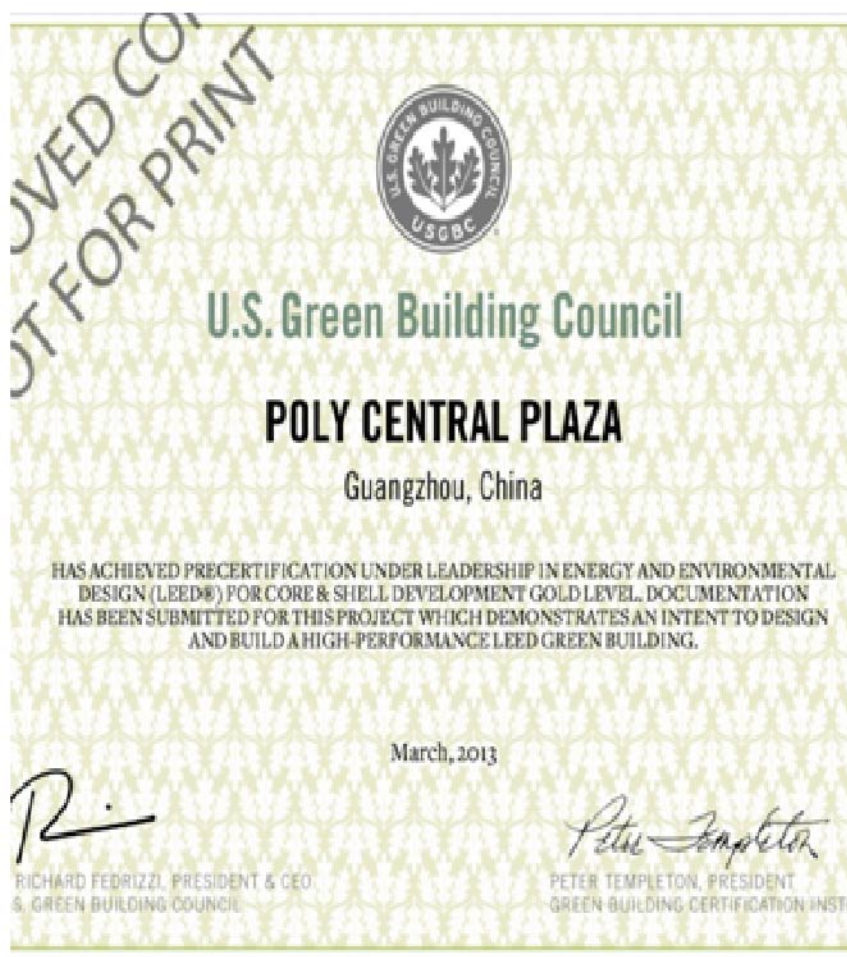 OVED CO
OT FOR PRINT
U.S. GREEN BUILDING COUNCIL
USGBC
U.S. Green Building Council
POLY CENTRAL PLAZA
Guangzhou, China
HAS ACHIEVED PRECERTIFICATION UNDER LEADERSHIP IN ENERGY AND ENVIRONMENTAL
DESIGN (LEED®) FOR CORE & SHELL DEVELOPMENT GOLD LEVEL. DOCUMENTATION
HAS BEEN SUBMITTED FOR THIS PROJECT WHICH DEMONSTRATES AN INTENT TO DESIGN
AND BUILD A HIGH-PERFORMANCE LEED GREEN BUILDING.
March, 2013
Peter Templeton
RICHARD FEDRIZZI, PRESIDENT & CEO
S. GREEN BUILDING COUNCIL
PETER TEMPLETON, PRESIDENT
GREEN BUILDING CERTIFICATION INST